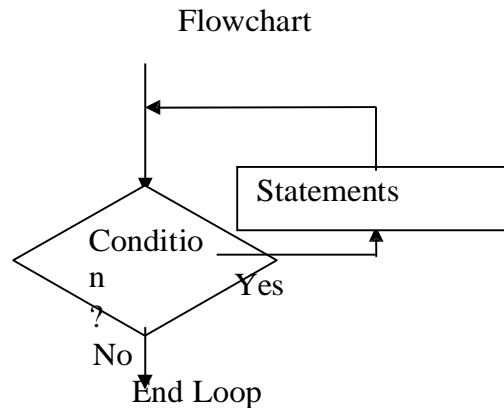 Flowchart
Statements
Conditio
n
?
Yes
No
End Loop